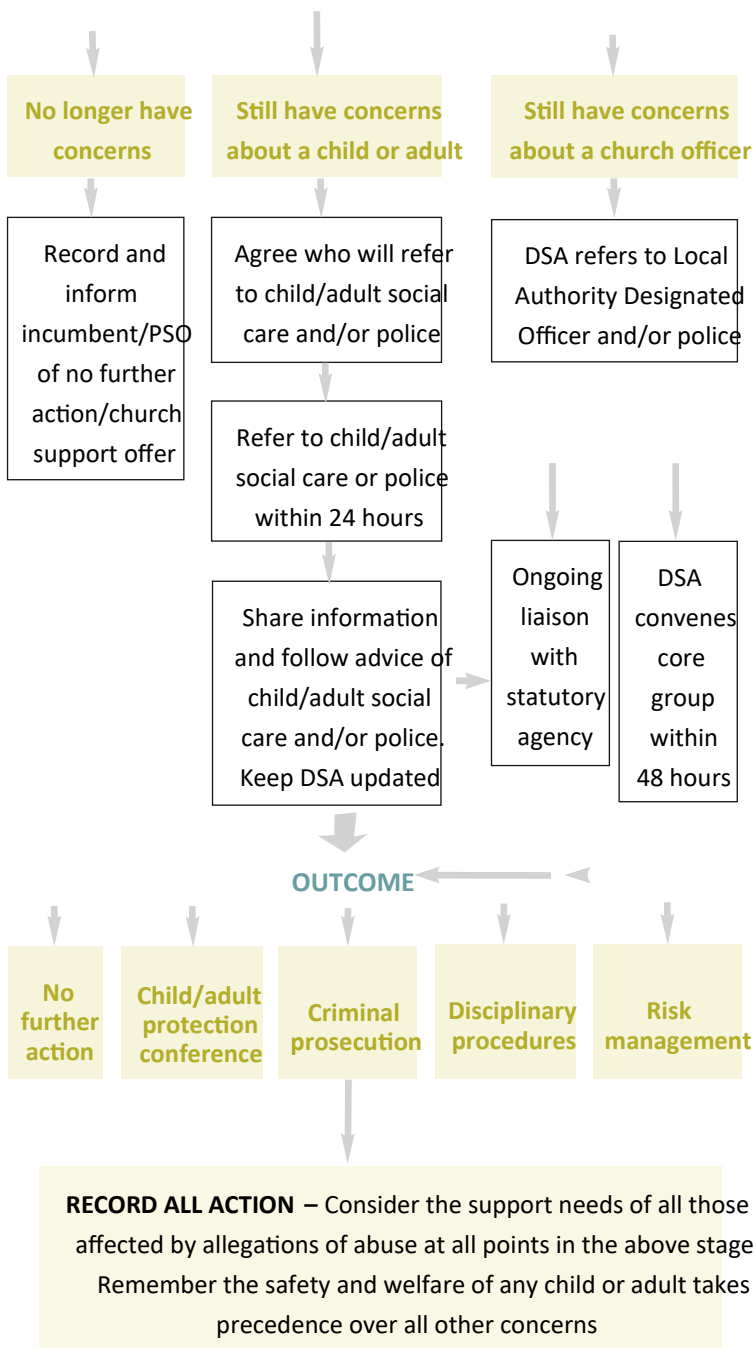 No longer have
concerns
Still have concerns
about a child or adult
Still have concerns
about a church officer
Record and
inform
incumbent/PSO
of no further
action/church
support offer
Agree who will refer
to child/adult social
care and/or police
DSA refers to Local
Authority Designated
Officer and/or police
Refer to child/adult
social care or police
within 24 hours
Share information
and follow advice of
child/adult social
care and/or police.
Keep DSA updated
Ongoing
liaison
with
statutory
agency
DSA
convenes
core
group
within
48 hours
OUTCOME
No
further
action
Child/adult
protection
conference
Criminal
prosecution
Disciplinary
procedures
Risk
management
RECORD ALL ACTION – Consider the support needs of all those
affected by allegations of abuse at all points in the above stage
Remember the safety and welfare of any child or adult takes
precedence over all other concerns